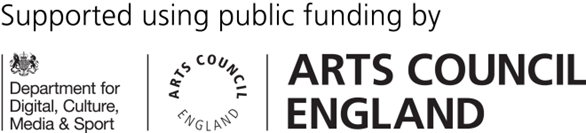 Supported using public funding by
Department for
Digital, Culture,
Media & Sport
ARTS COUNCIL
ENGLAND
ARTS COUNCIL
ENGLAND